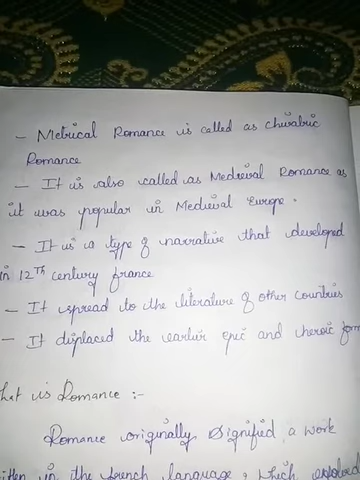 - Metrical Romance is called as Chivalric
Romance
- It is also called as Medieval Romance as
it was popular in Medieval Europe.
- It is a type of narrative that developed
in 12th century france
- It spread to the literature of other Countries
- It displaced the earlier epic and heroic form
hat is Romance :-
Romance originally signified a work
itten in the french language, which evolved